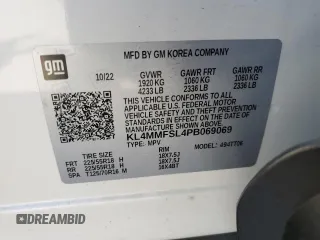 gm
MFD BY GM KOREA COMPANY
10/22 GVWR GAWR FRT GAWR RR
1920 KG 1060 KG 1060 KG
4233 LB 2336 LB 2336 LB
THIS VEHICLE CONFORMS TO ALL
APPLICABLE U.S. FEDERAL MOTOR
VEHICLE SAFETY, BUMPER, AND THEFT
PREVENTION STANDARDS IN EFFECT ON THE
DATE OF MANUFACTURE SHOWN ABOVE.
KL4MMFSL4PB069069
TYPE: MPV MODEL:
TIRE SIZE RIM
FRT 225/55R18 H 18X7.5J
RR 225/55R18 H 18X7.5J
SPA T125/70R16 M 16X4BT
© AutoBidMaster